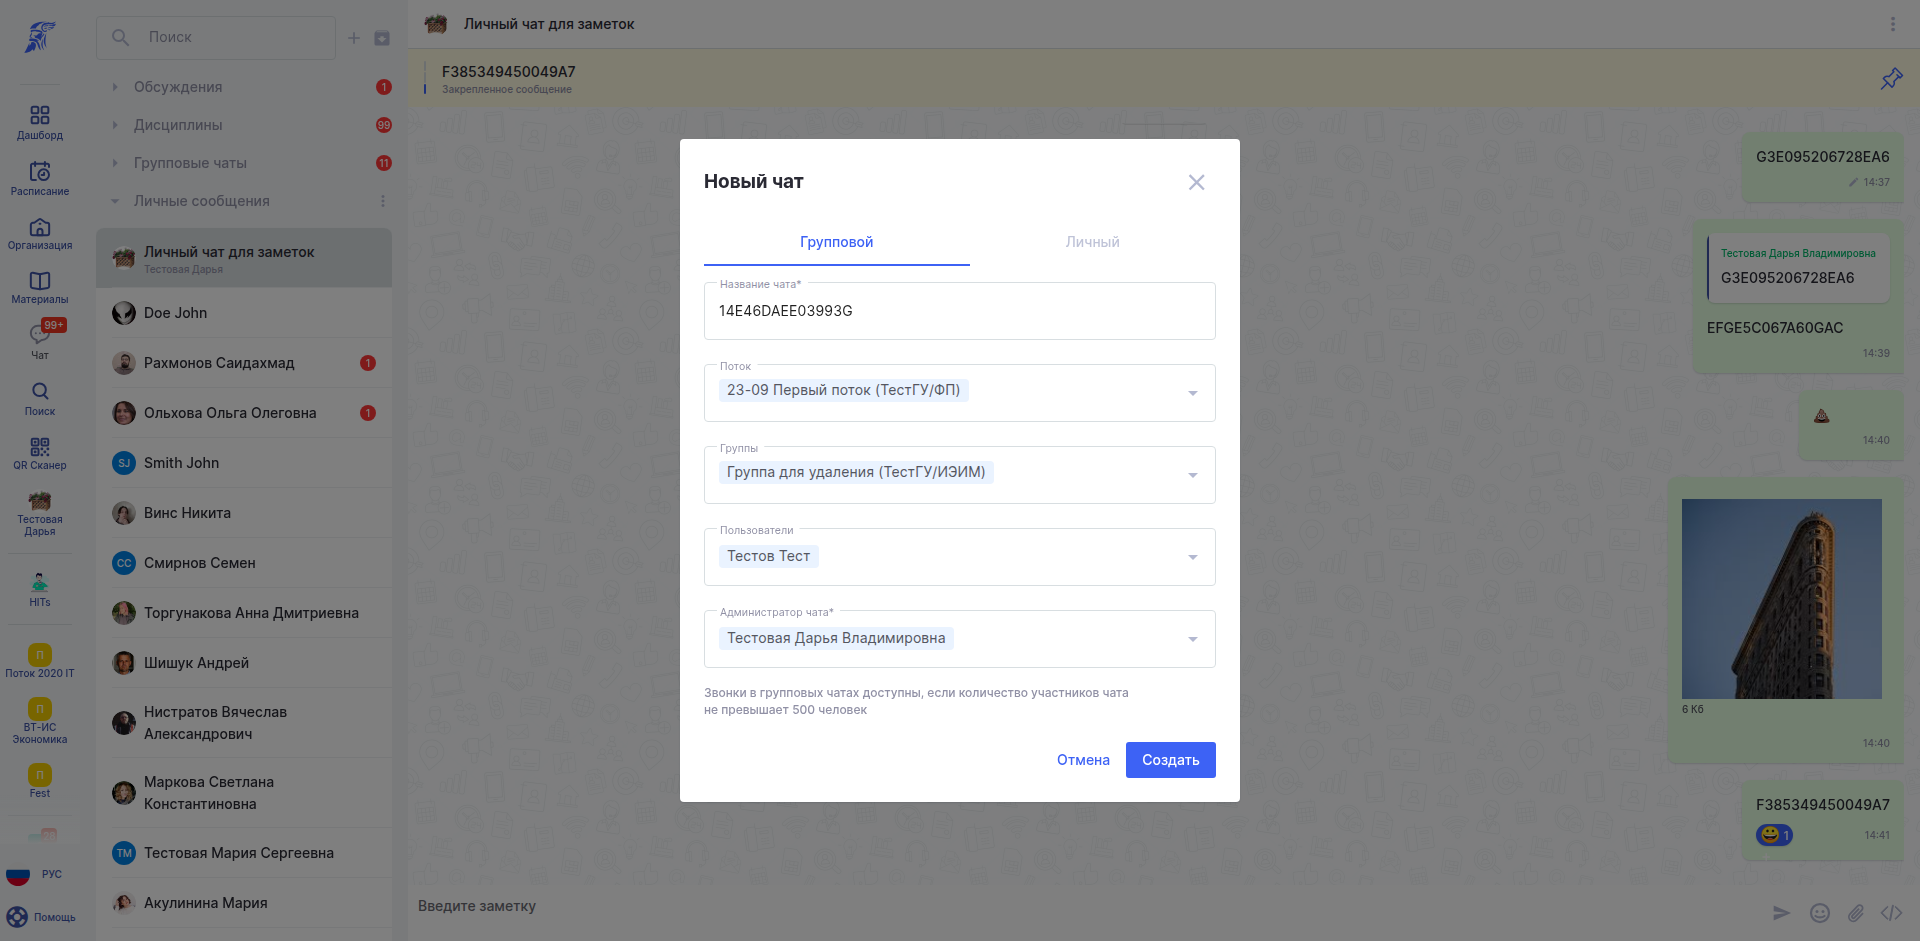 Поиск
Обсуждения
1
Дисциплины
99
Групповые чаты
11
Личные сообщения
Дашборд
Расписание
Организация
Материалы
99+
Чат
Поиск
QR Сканер
Тестовая
Дарья
HITs
П
Поток 2020 IT
П
ВТ-ИС
Экономика
П
Fest
РУС
Помощь
Личный чат для заметок
Тестовая Дарья
Doe John
Рахмонов Саидахмад
1
Ольхова Ольга Олеговна
1
SJ
Smith John
Винс Никита
СС
Смирнов Семен
Торгунакова Анна Дмитриевна
Шишук Андрей
Нистратов Вячеслав
Александрович
Маркова Светлана
Константиновна
ТМ
Тестовая Мария Сергеевна
Акулинина Мария
Личный чат для заметок
F385349450049A7
Закрепленное сообщение
G3E095206728EA6
14:37
Тестовая Дарья Владимировна
G3E095206728EA6
EFGE5C067A60GAC
14:39
14:40
6 Кб
14:40
F385349450049A7
1
14:41
Введите заметку
Новый чат
Групповой
Личный
Название чата*
14E46DAEE03993G
Поток
23-09 Первый поток (ТестГУ/ФП)
Группы
Группа для удаления (ТестГУ/ИЭИМ)
Пользователи
Тестов Тест
Администратор чата*
Тестовая Дарья Владимировна
Звонки в групповых чатах доступны, если количество участников чата
не превышает 500 человек
Отмена
Создать